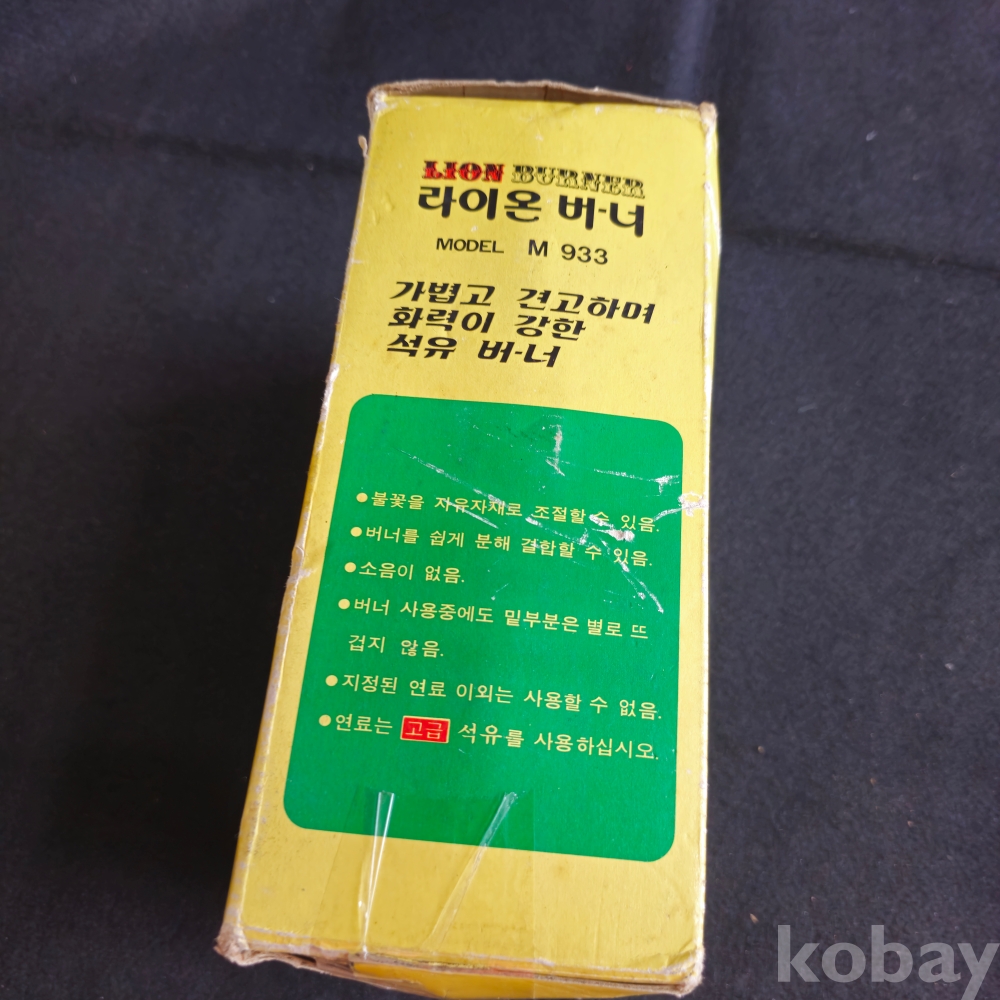 LION BURNER
라이온 버-너
MODEL M 933
가볍고 견고하며
화력이 강한
석유 버-너
●불꽃을 자유자재로 조절할 수 있음.
●버너를 쉽게 분해 결합할 수 있음.
●소음이 없음.
●버너 사용중에도 밑부분은 별로 뜨
겁지 않음.
●지정된 연료 이외는 사용할 수 없음.
●연료는 고급 석유를 사용하십시오.
kobay